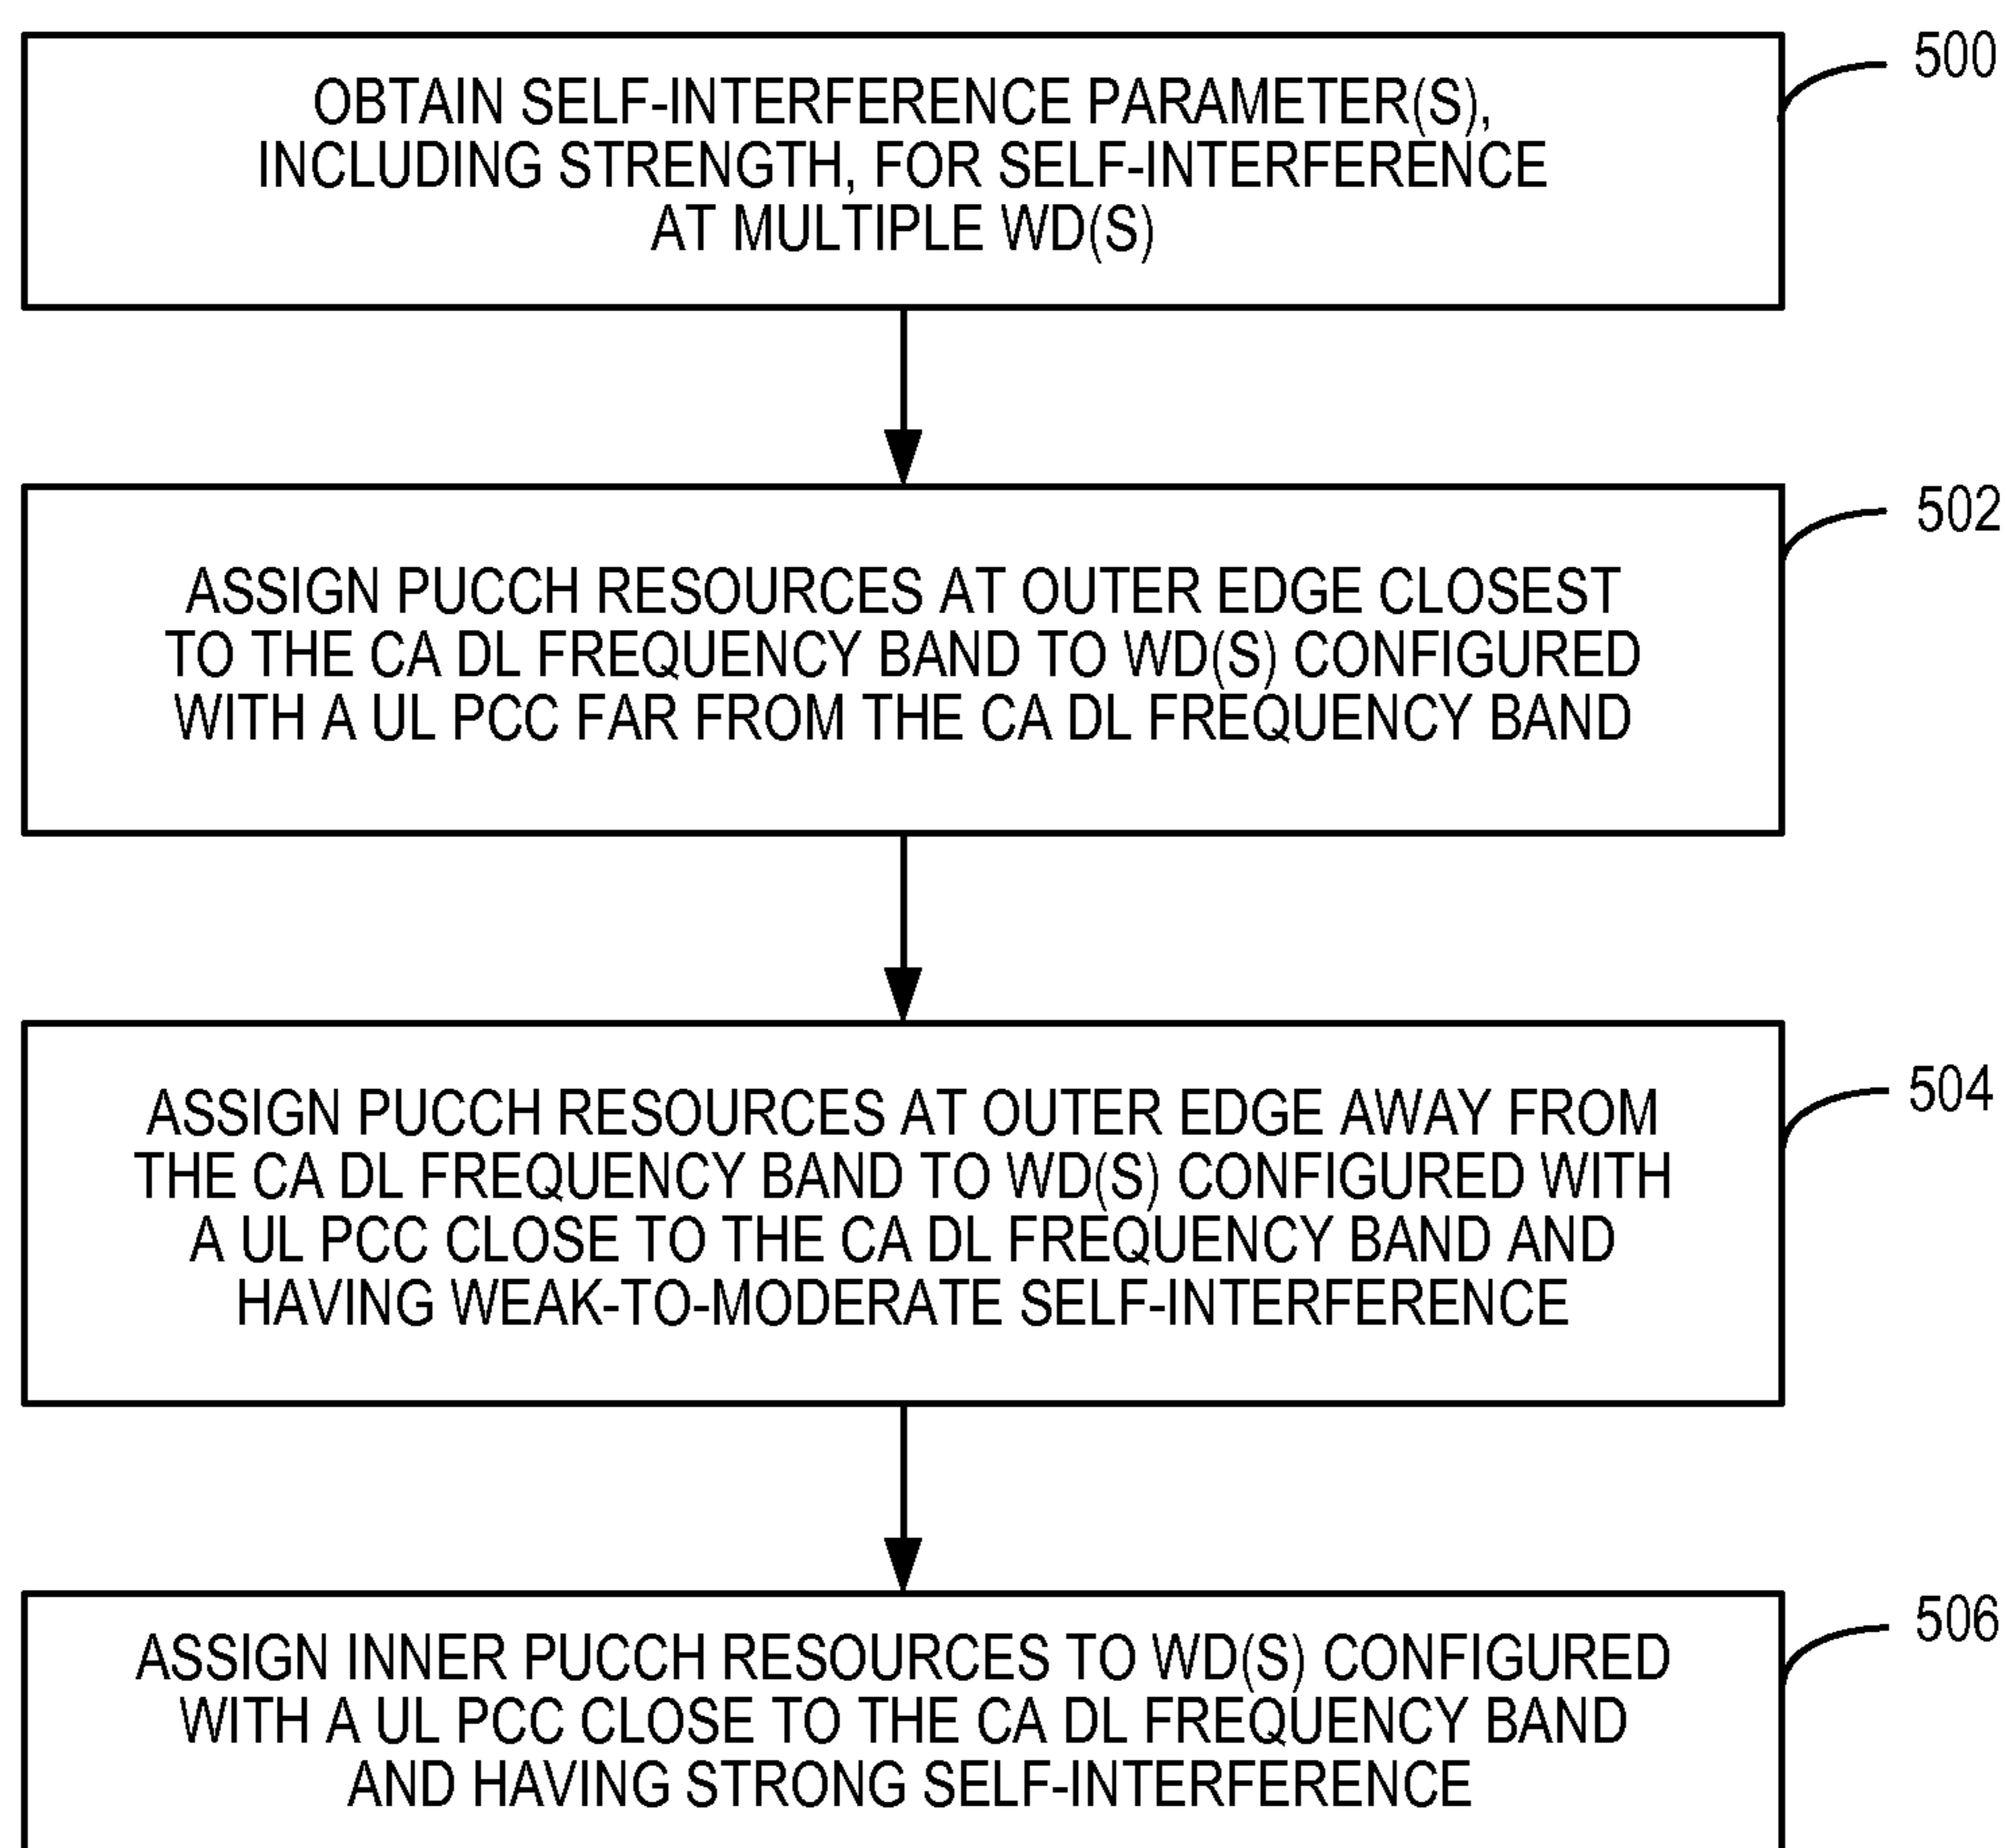 500
OBTAIN SELF-INTERFERENCE PARAMETER(S),
INCLUDING STRENGTH, FOR SELF-INTERFERENCE
AT MULTIPLE WD(S)
502
ASSIGN PUCCH RESOURCES AT OUTER EDGE CLOSEST
TO THE CA DL FREQUENCY BAND TO WD(S) CONFIGURED
WITH A UL PCC FAR FROM THE CA DL FREQUENCY BAND
504
ASSIGN PUCCH RESOURCES AT OUTER EDGE AWAY FROM
THE CA DL FREQUENCY BAND TO WD(S) CONFIGURED WITH
A UL PCC CLOSE TO THE CA DL FREQUENCY BAND AND
HAVING WEAK-TO-MODERATE SELF-INTERFERENCE
506
ASSIGN INNER PUCCH RESOURCES TO WD(S) CONFIGURED
WITH A UL PCC CLOSE TO THE CA DL FREQUENCY BAND
AND HAVING STRONG SELF-INTERFERENCE